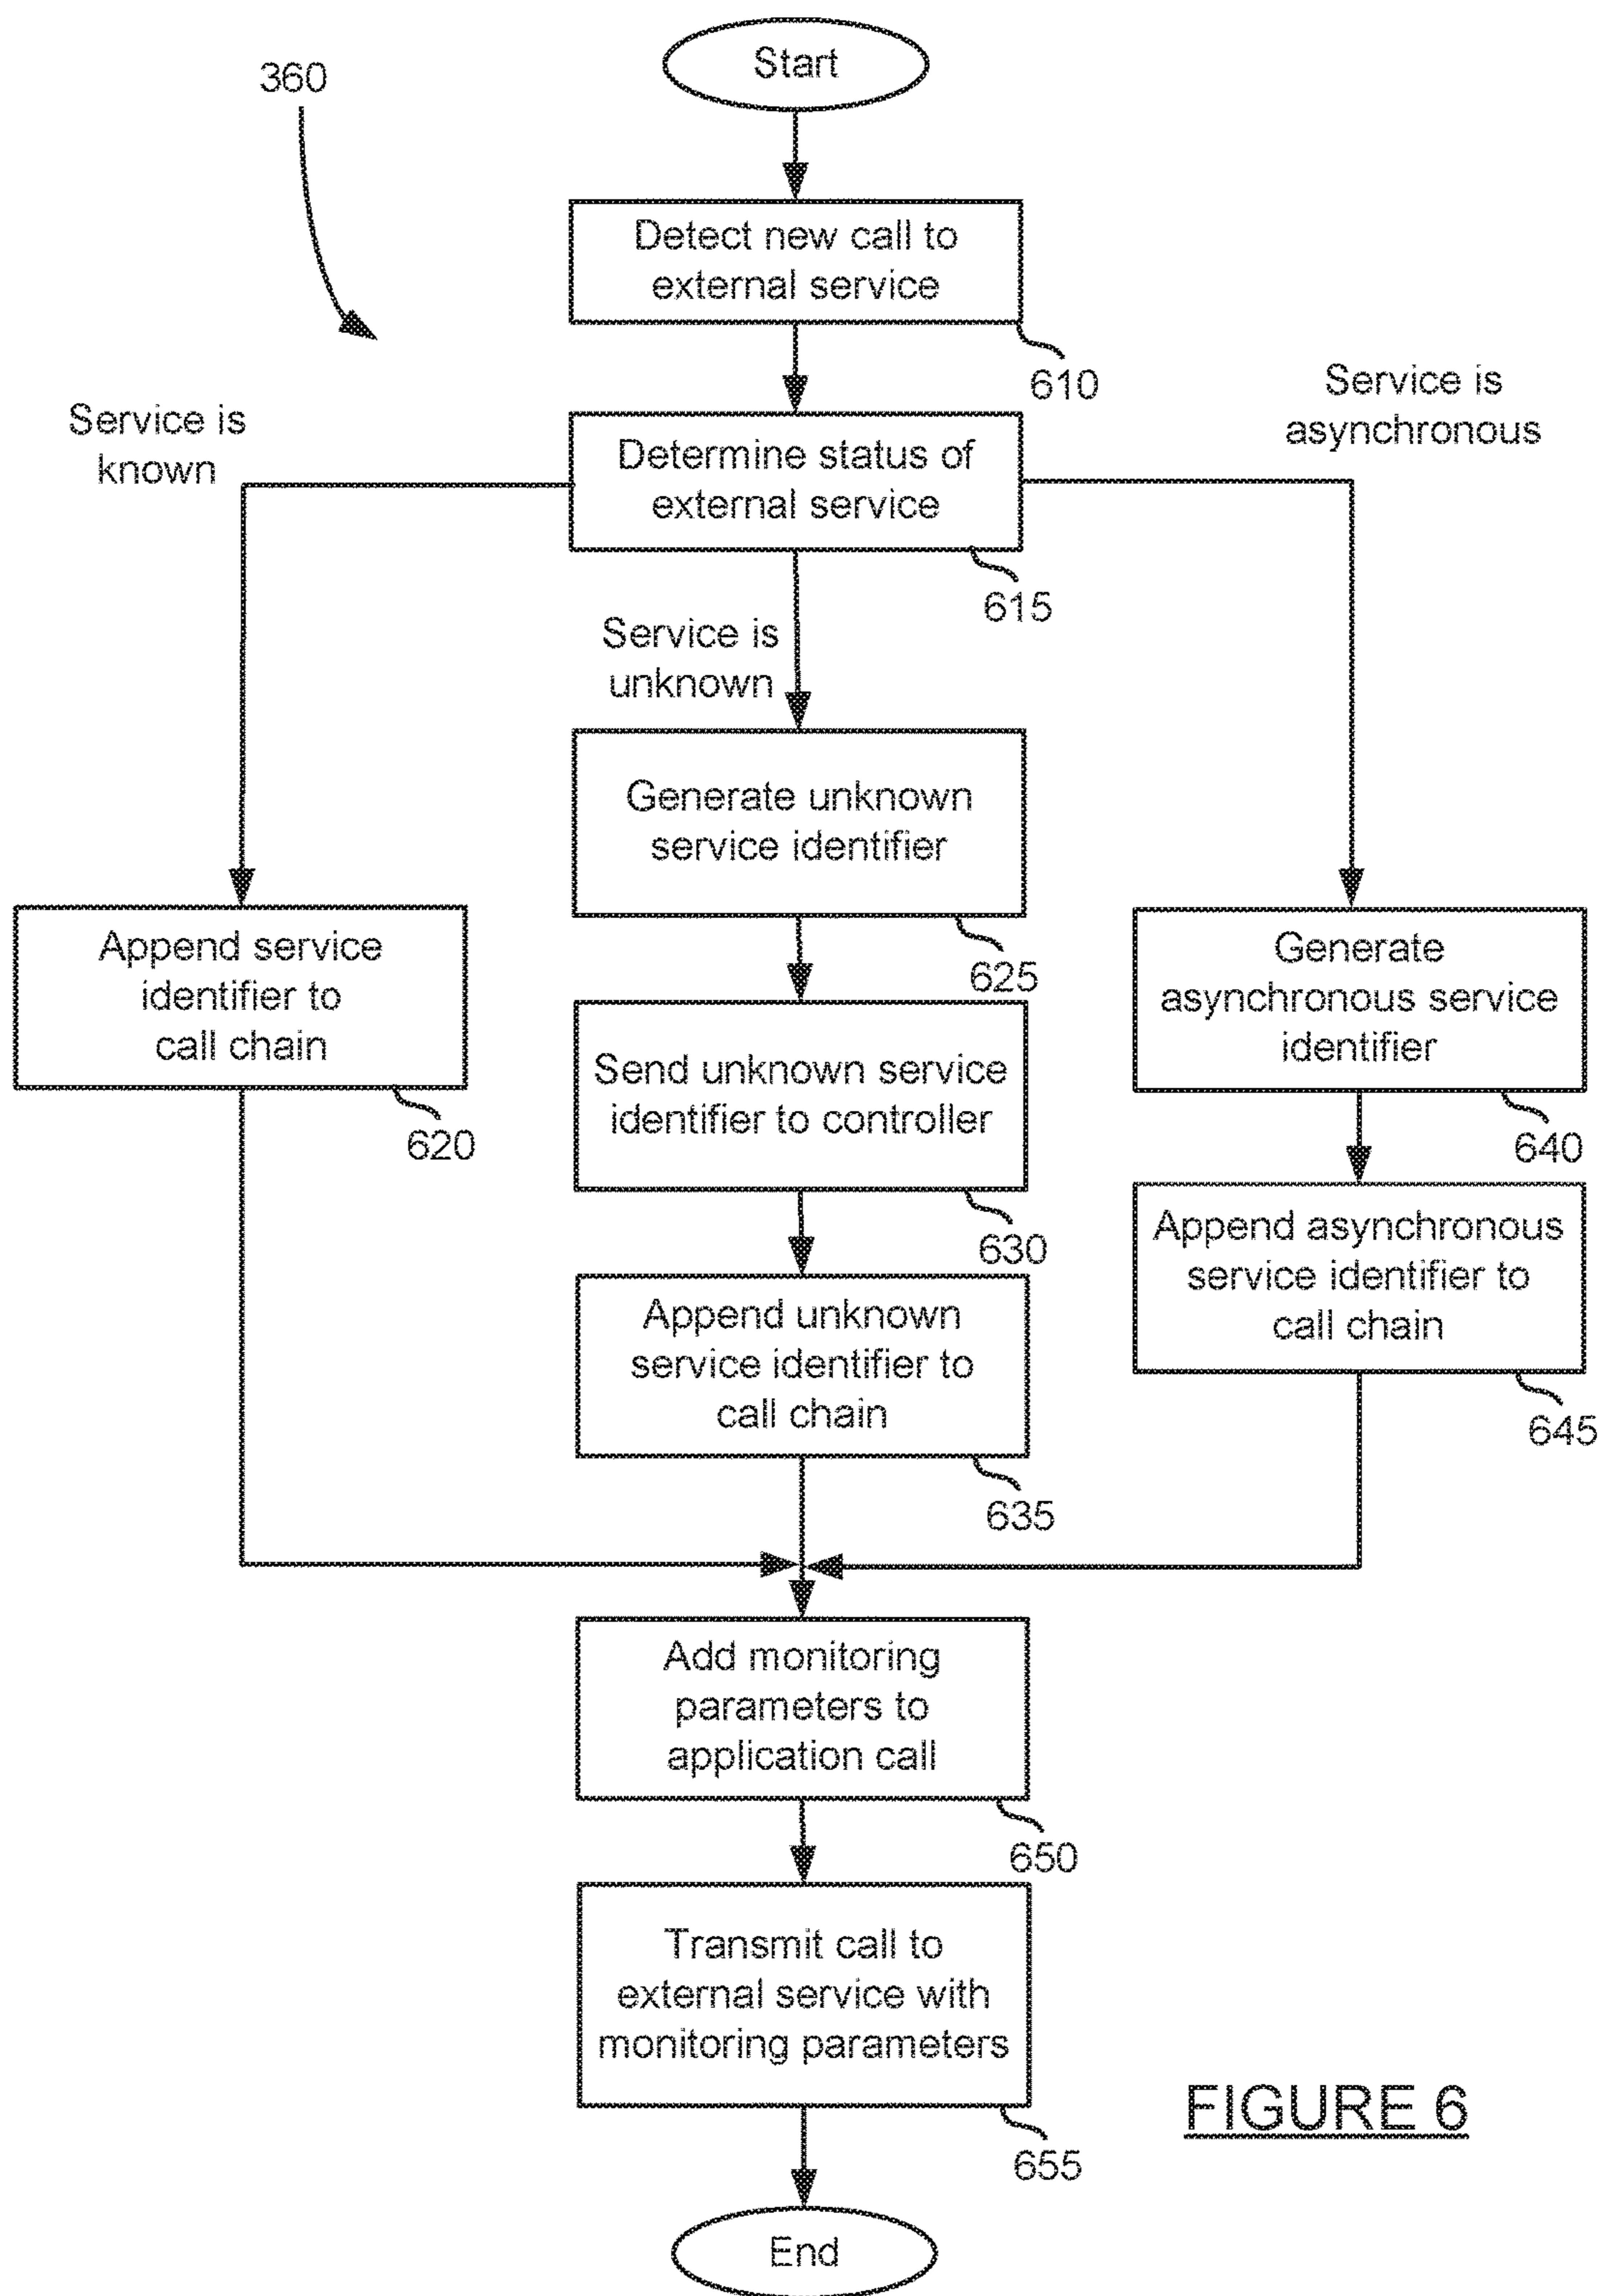 Start
360
Detect new call to
external service
610
Service is
known
Determine status of
external service
615
Service is
asynchronous
Service is
unknown
Generate unknown
service identifier
625
Append service
identifier to
call chain
620
Generate
asynchronous service
identifier
640
Send unknown service
identifier to controller
630
Append asynchronous
service identifier to
call chain
645
Append unknown
service identifier to
call chain
635
Add monitoring
parameters to
application call
650
Transmit call to
external service with
monitoring parameters
655
FIGURE 6
End